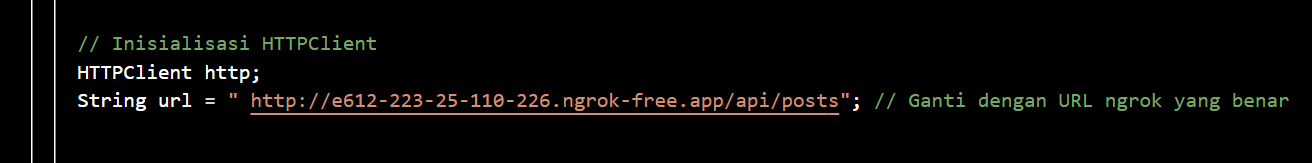 // Inisialisasi HTTPClient
HTTPClient http;
String url = " http://e612-223-25-110-226.ngrok-free.app/api/posts"; // Ganti dengan URL ngrok yang benar